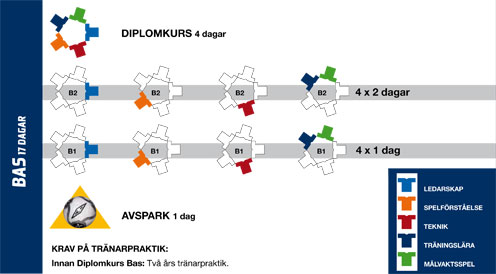 BAS 17 DAGAR
DIPLOMKURS 4 dagar
B2 B2 B2 B2 4 x 2 dagar
B1 B1 B1 B1 4 x 1 dag
AVSPARK 1 dag
KRAV PÅ TRÄNARPRAKTIK:
Innan Diplomkurs Bas: Två års tränarpraktik.
LEDARSKAP
SPELFÖRSTÅELSE
TEKNIK
TRÄNINGSLÄRA
MÅLVAKTSSPEL